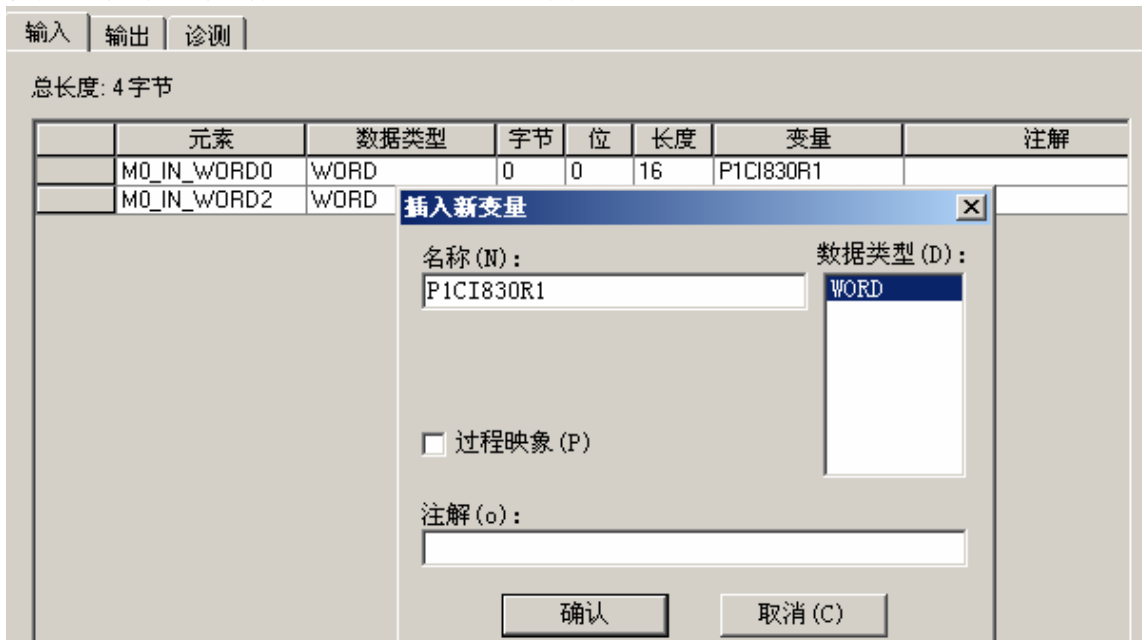 输入 输出 诊测
总长度: 4字节
元素 数据类型 字节 位 长度 变量 注解
M0_IN_WORD0 WORD 0 0 16 P1CI830R1
M0_IN_WORD2 WORD
插入新变量
名称(N): 数据类型(D):
P1CI830R1 WORD
过程映象(P)
注解(o):
确认 取消(C)